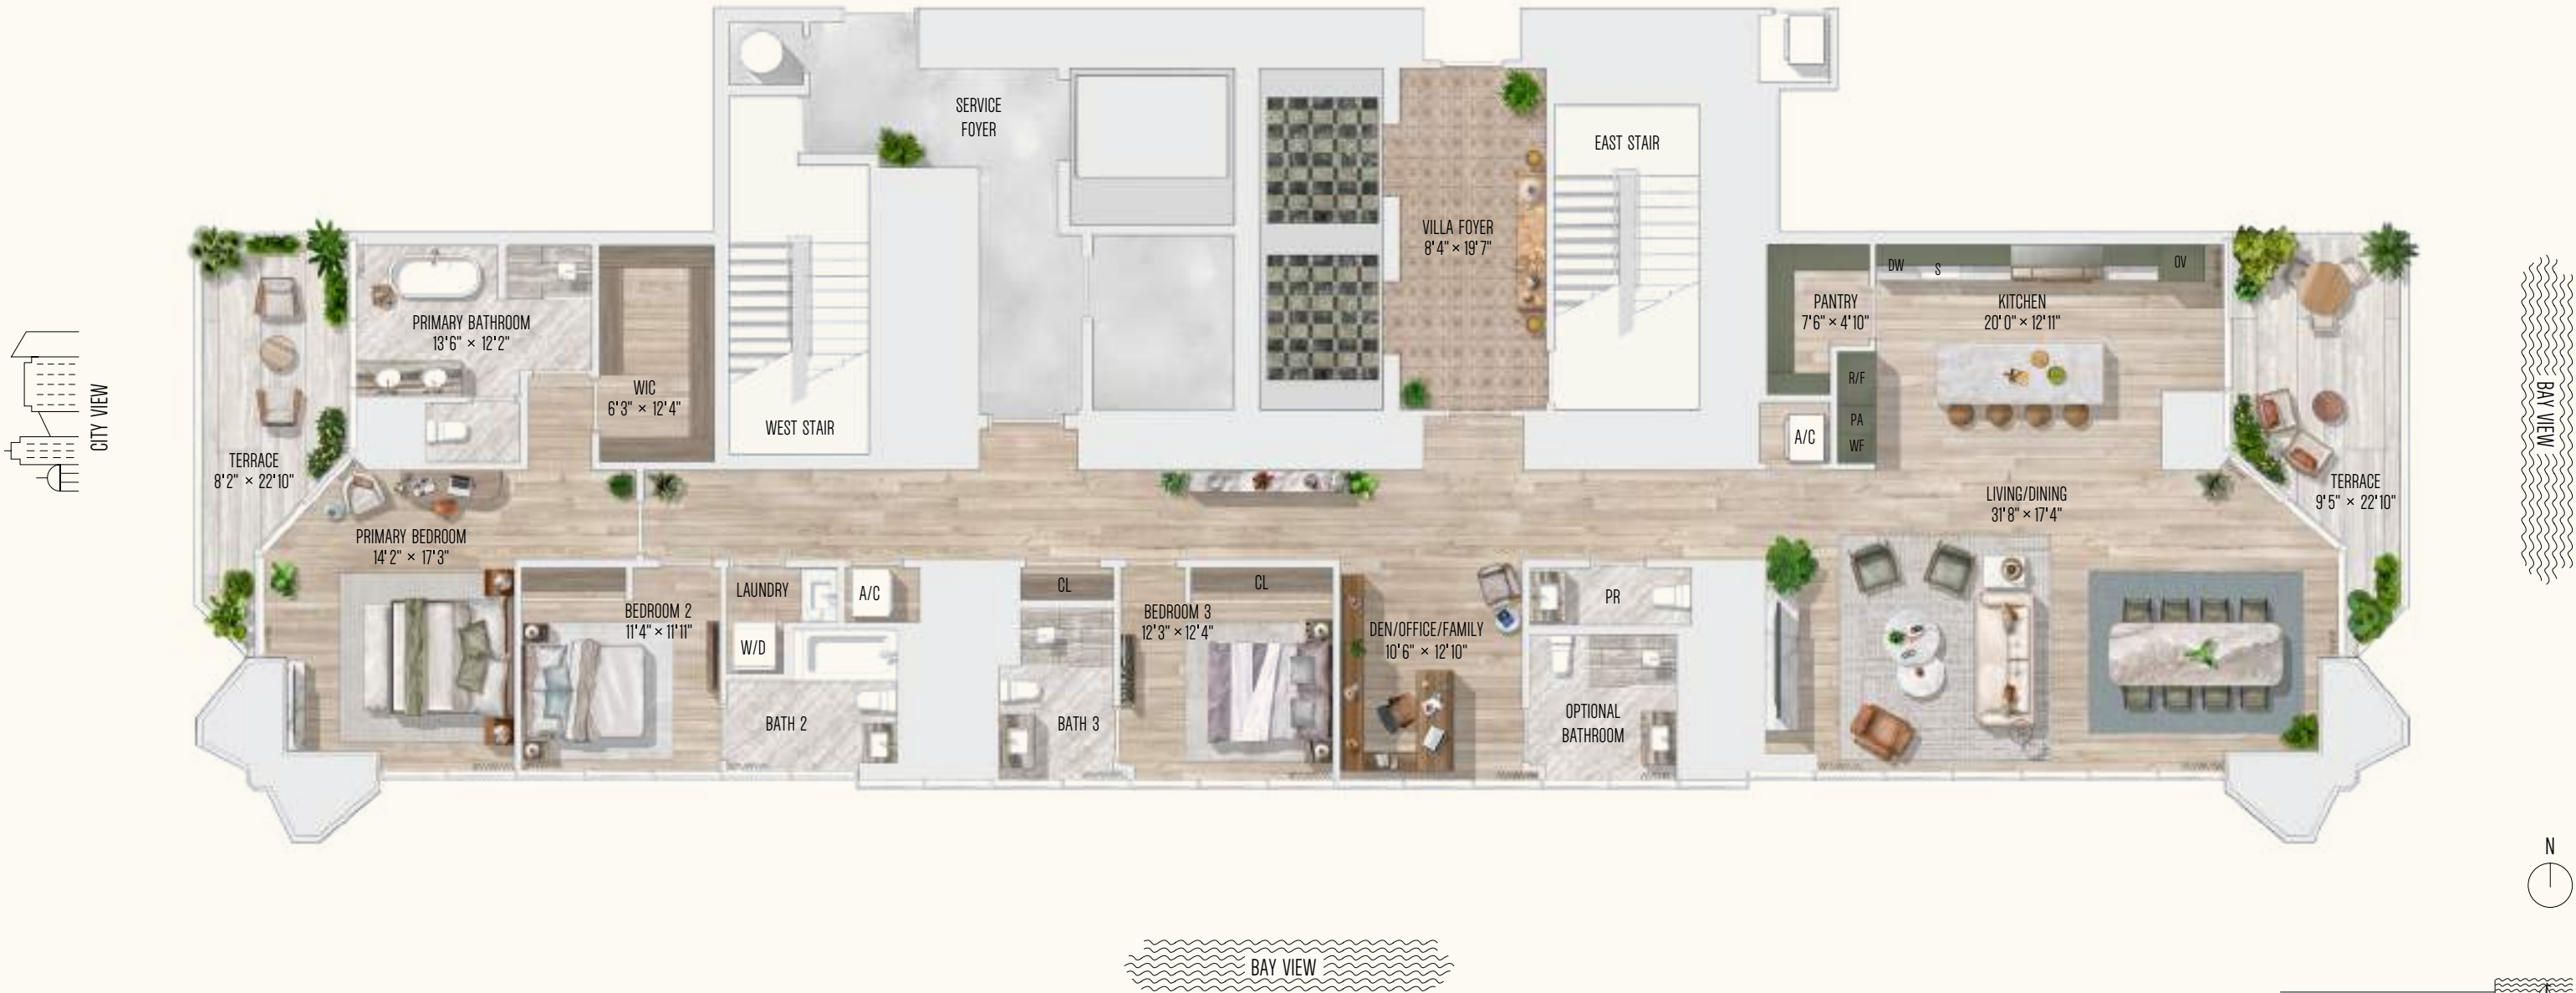 SERVICE
FOYER
EAST STAIR
VILLA FOYER
8'4" × 19'7"
DW
S
OV
PANTRY
7'6" × 4'10"
KITCHEN
20'0" × 12'11"
PRIMARY BATHROOM
13'6" × 12'2"
WIC
6'3" × 12'4"
R/F
PA
WF
A/C
WEST STAIR
CITY VIEW
BAY VIEW
TERRACE
8'2" × 22'10"
TERRACE
9'5" × 22'10"
LIVING/DINING
31'8" × 17'4"
PRIMARY BEDROOM
14'2" × 17'3"
LAUNDRY
A/C
CL
CL
PR
BEDROOM 2
11'4" × 11'11"
W/D
BEDROOM 3
12'3" × 12'4"
DEN/OFFICE/FAMILY
10'6" × 12'10"
BATH 2
BATH 3
OPTIONAL
BATHROOM
N
BAY VIEW